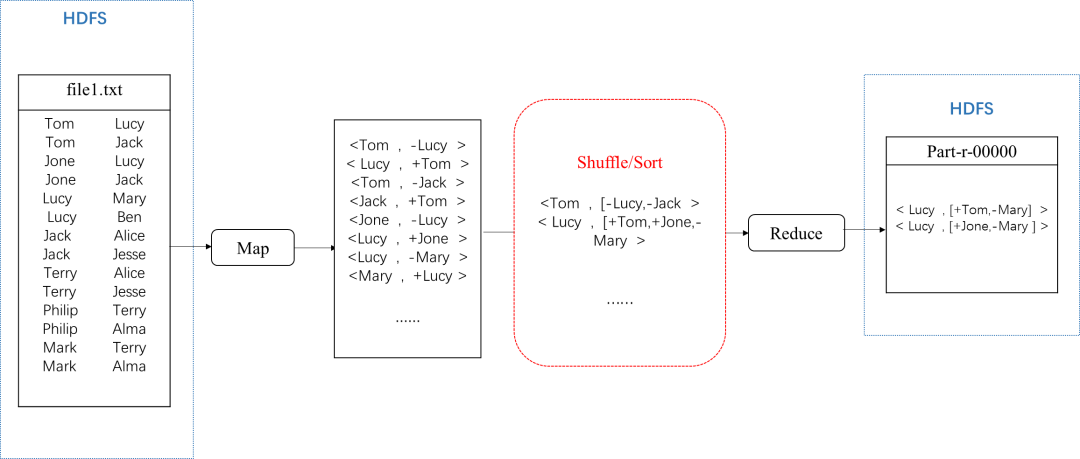 HDFS
file1.txt
Tom Lucy
Tom Jack
Jone Lucy
Jone Jack
Lucy Mary
Lucy Ben
Jack Alice
Jack Jesse
Terry Alice
Terry Jesse
Philip Terry
Philip Alma
Mark Terry
Mark Alma
Map
<Tom , -Lucy >
< Lucy , +Tom >
<Tom , -Jack >
<Jack , +Tom >
<Jone , -Lucy >
<Lucy , +Jone >
<Lucy , -Mary >
<Mary , +Lucy >
......
Shuffle/Sort
<Tom , [-Lucy,-Jack >
< Lucy , [+Tom,+Jone,-
Mary >
......
Reduce
HDFS
Part-r-00000
< Lucy , [+Tom,-Mary] >
< Lucy , [+Jone,-Mary ] >